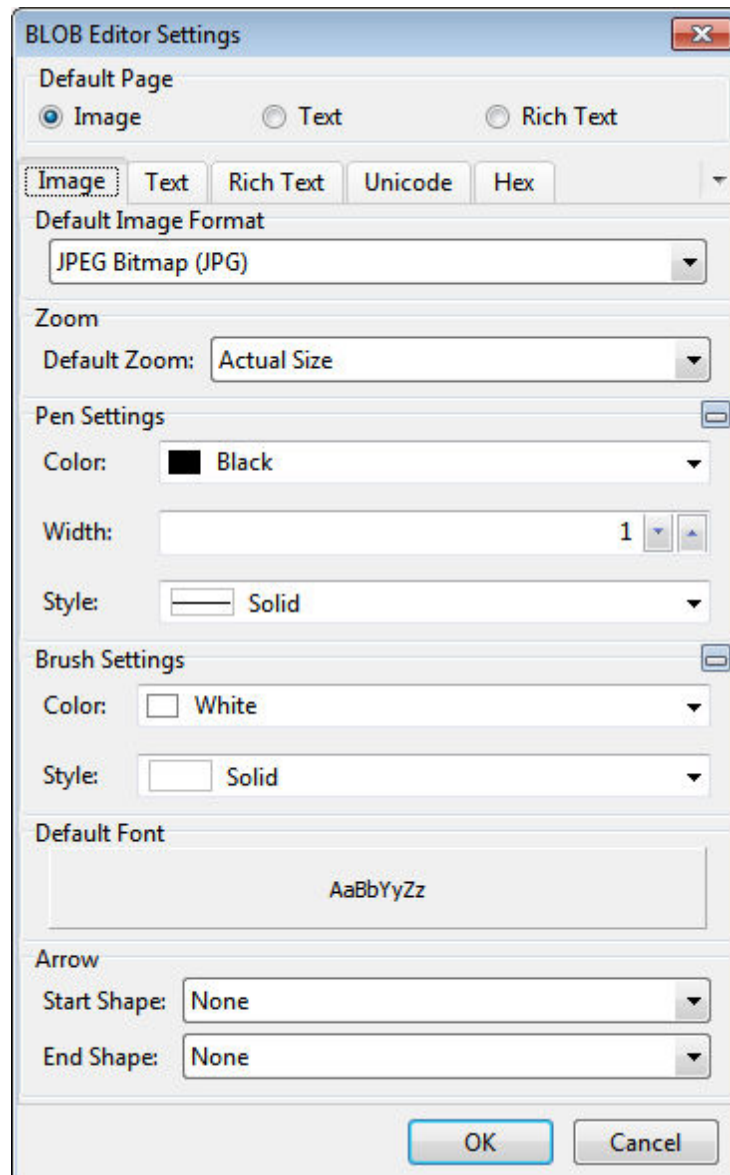 BLOB Editor Settings
Default Page
Image Text Rich Text
Image Text Rich Text Unicode Hex
Default Image Format
JPEG Bitmap (JPG)
Zoom
Default Zoom: Actual Size
Pen Settings
Color: Black
Width: 1
Style: Solid
Brush Settings
Color: White
Style: Solid
Default Font
AaBbYyZz
Arrow
Start Shape: None
End Shape: None
OK Cancel